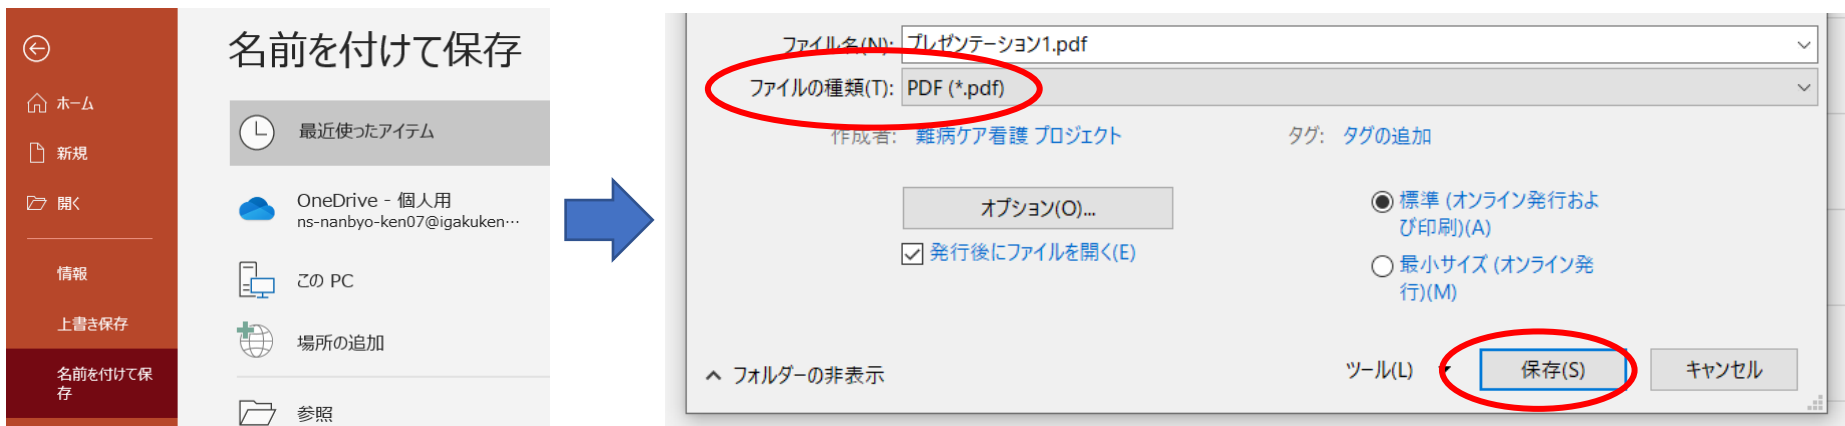 名前を付けて保存
ホーム
新規
開く
情報
上書き保存
名前を付けて保
存
最近使ったアイテム
OneDrive - 個人用
ns-nanbyo-ken07@igakuken…
この PC
場所の追加
参照
ファイル名(N): プレゼンテーション1.pdf
ファイルの種類(T): PDF (*.pdf)
作成者: 難病ケア看護 プロジェクト タグ: タグの追加
オプション(O)...
発行後にファイルを開く(E)
標準 (オンライン発行およ
び印刷)(A)
最小サイズ (オンライン発
行)(M)
フォルダーの非表示
ツール(L) 保存(S) キャンセル